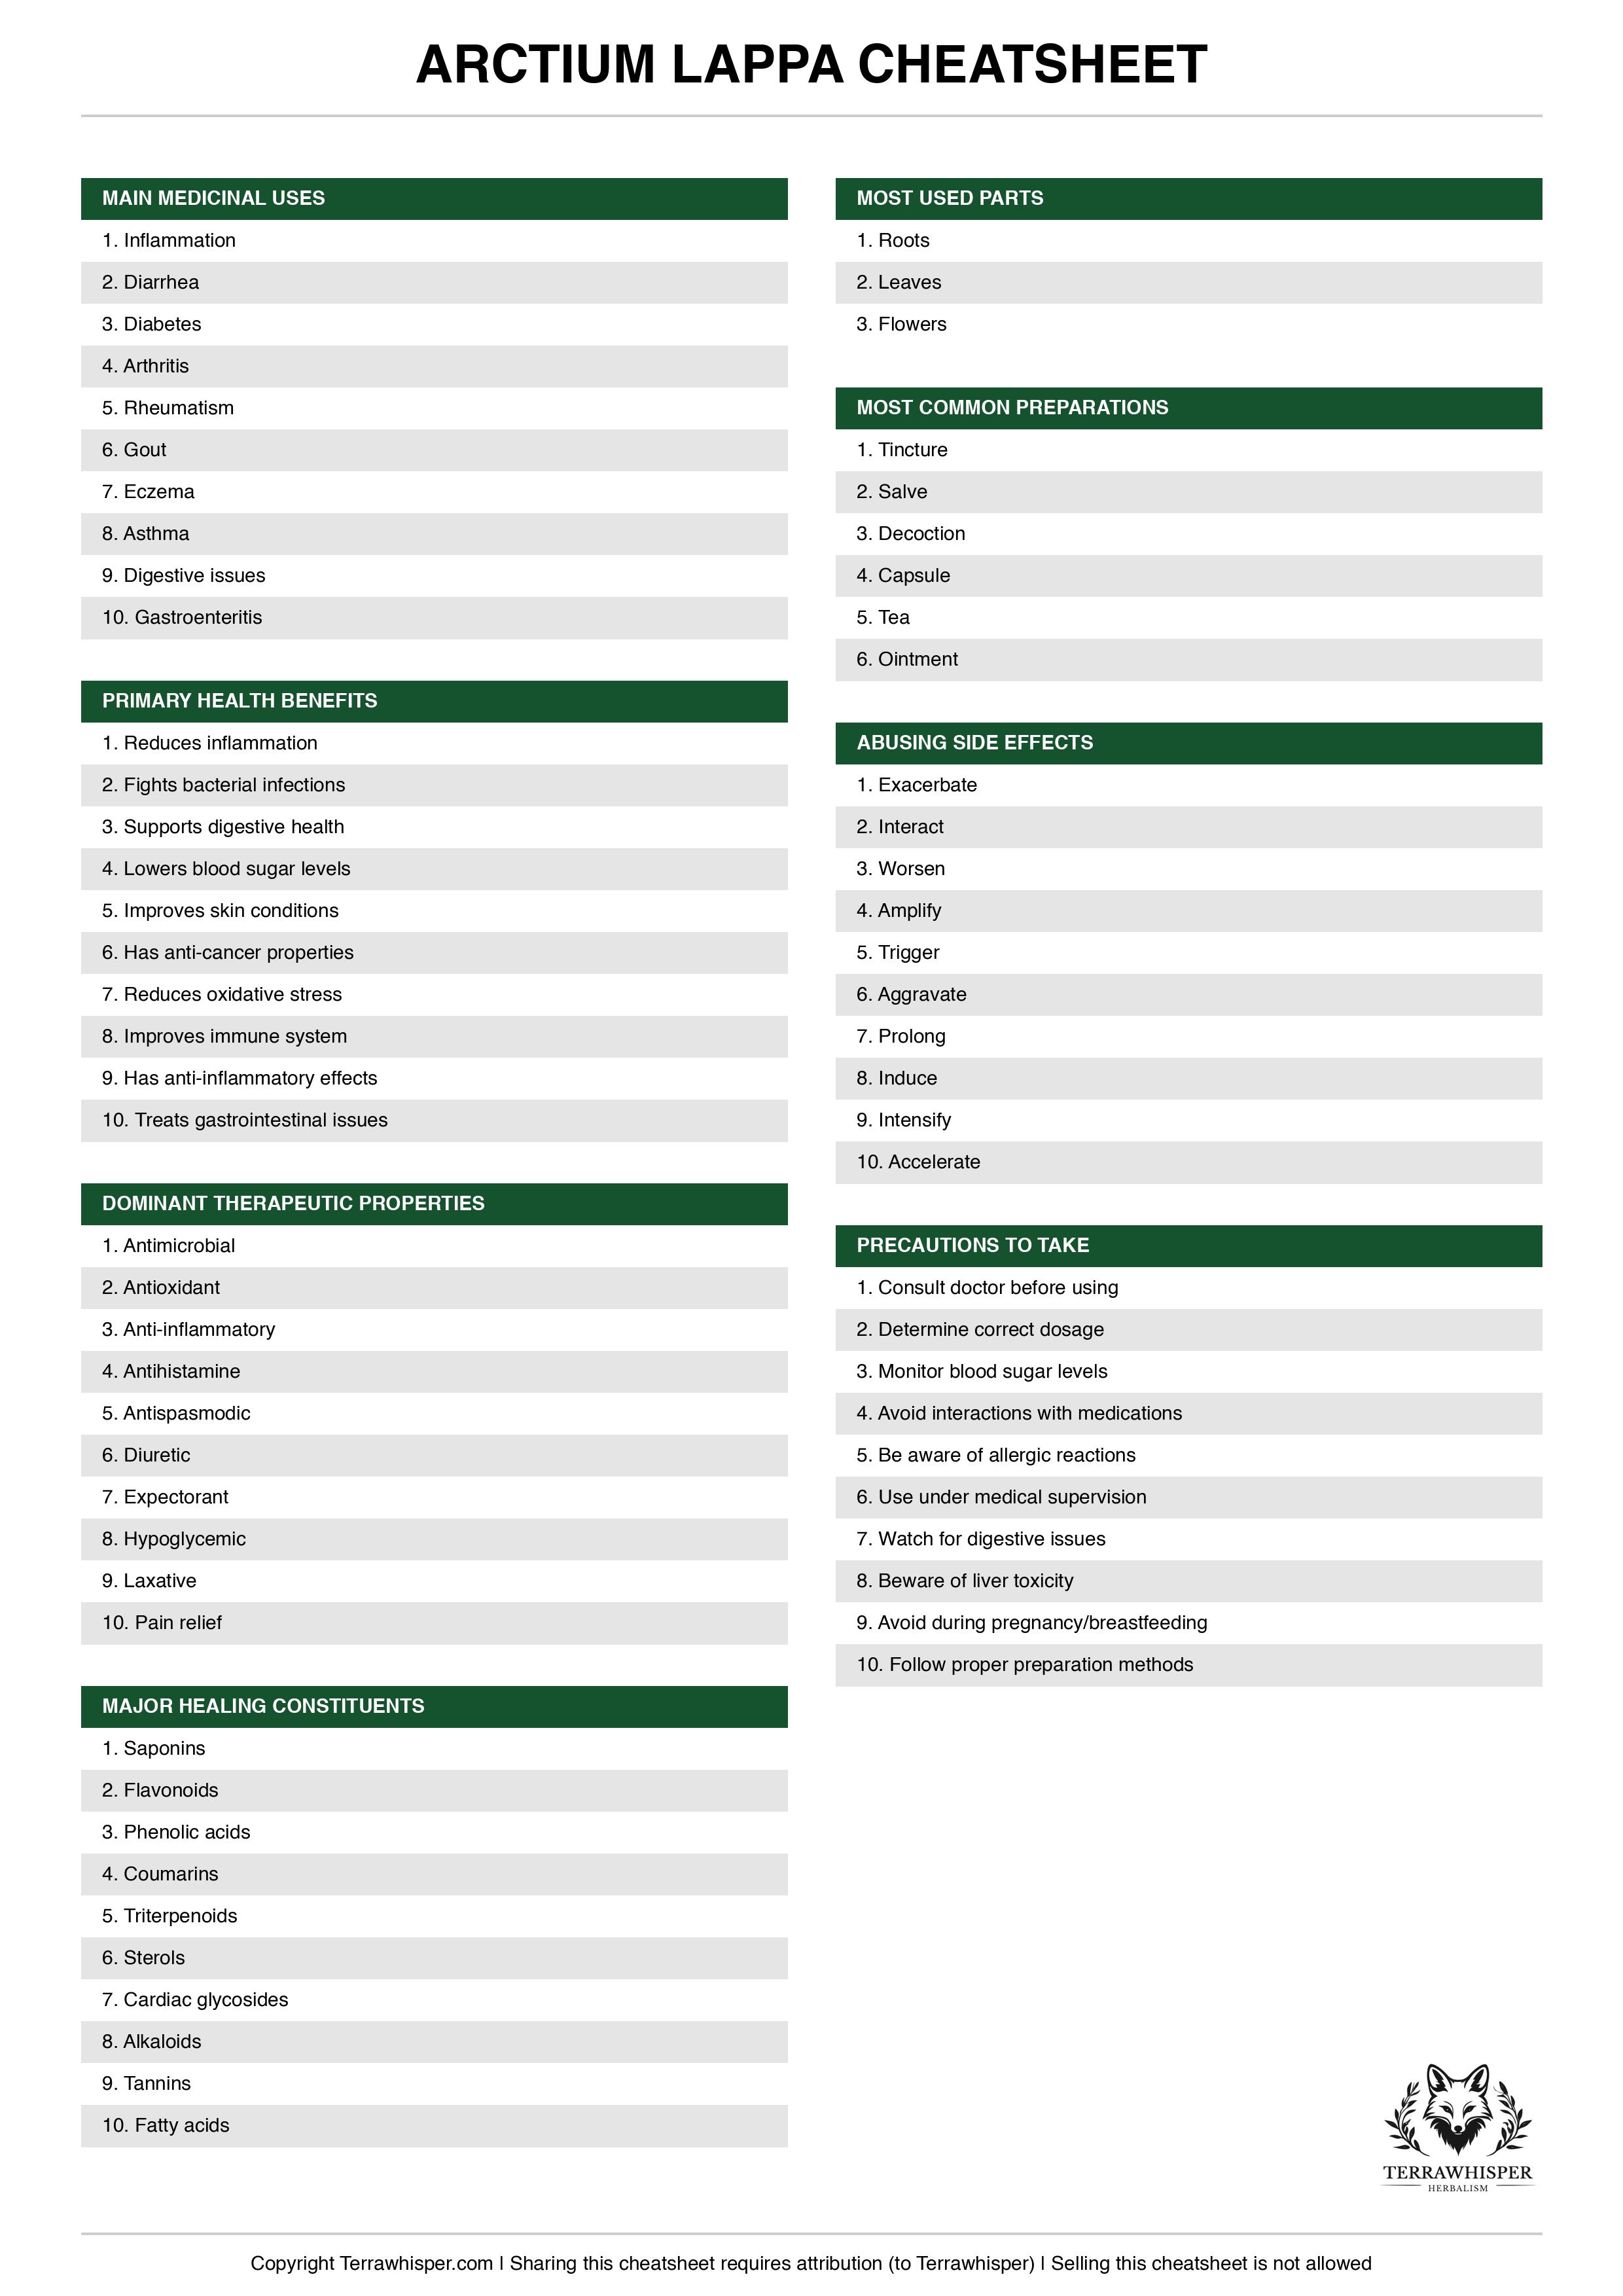 ARCTIUM LAPPA CHEATSHEET
MAIN MEDICINAL USES
1. Inflammation
2. Diarrhea
3. Diabetes
4. Arthritis
5. Rheumatism
6. Gout
7. Eczema
8. Asthma
9. Digestive issues
10. Gastroenteritis
PRIMARY HEALTH BENEFITS
1. Reduces inflammation
2. Fights bacterial infections
3. Supports digestive health
4. Lowers blood sugar levels
5. Improves skin conditions
6. Has anti-cancer properties
7. Reduces oxidative stress
8. Improves immune system
9. Has anti-inflammatory effects
10. Treats gastrointestinal issues
DOMINANT THERAPEUTIC PROPERTIES
1. Antimicrobial
2. Antioxidant
3. Anti-inflammatory
4. Antihistamine
5. Antispasmodic
6. Diuretic
7. Expectorant
8. Hypoglycemic
9. Laxative
10. Pain relief
MAJOR HEALING CONSTITUENTS
1. Saponins
2. Flavonoids
3. Phenolic acids
4. Coumarins
5. Triterpenoids
6. Sterols
7. Cardiac glycosides
8. Alkaloids
9. Tannins
10. Fatty acids
MOST USED PARTS
1. Roots
2. Leaves
3. Flowers
MOST COMMON PREPARATIONS
1. Tincture
2. Salve
3. Decoction
4. Capsule
5. Tea
6. Ointment
ABUSING SIDE EFFECTS
1. Exacerbate
2. Interact
3. Worsen
4. Amplify
5. Trigger
6. Aggravate
7. Prolong
8. Induce
9. Intensify
10. Accelerate
PRECAUTIONS TO TAKE
1. Consult doctor before using
2. Determine correct dosage
3. Monitor blood sugar levels
4. Avoid interactions with medications
5. Be aware of allergic reactions
6. Use under medical supervision
7. Watch for digestive issues
8. Beware of liver toxicity
9. Avoid during pregnancy/breastfeeding
10. Follow proper preparation methods
TERRAWHISPER
HERBALISM
Copyright Terrawhisper.com | Sharing this cheatsheet requires attribution (to Terrawhisper) | Selling this cheatsheet is not allowed